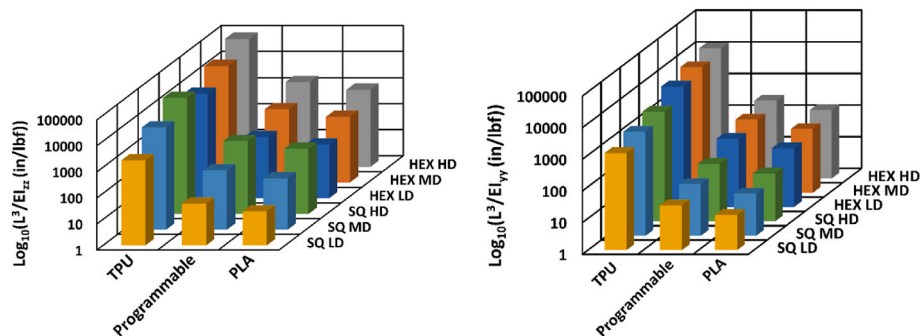 Log10(L³/EIzz (in/lbf))
100000
10000
1000
100
10
1
TPU
Programmable
PLA
HEX HD
HEX MD
HEX LD
SQ HD
SQ MD
SQ LD
Log10(L³/EIyy (in/lbf))
100000
10000
1000
100
10
1
TPU
Programmable
PLA
HEX HD
HEX MD
HEX LD
SQ HD
SQ MD
SQ LD